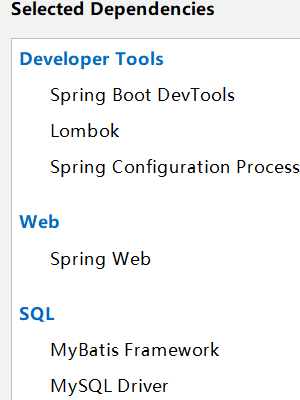 Selected Dependencies
Developer Tools
Spring Boot DevTools
Lombok
Spring Configuration Process
Web
Spring Web
SQL
MyBatis Framework
MySQL Driver